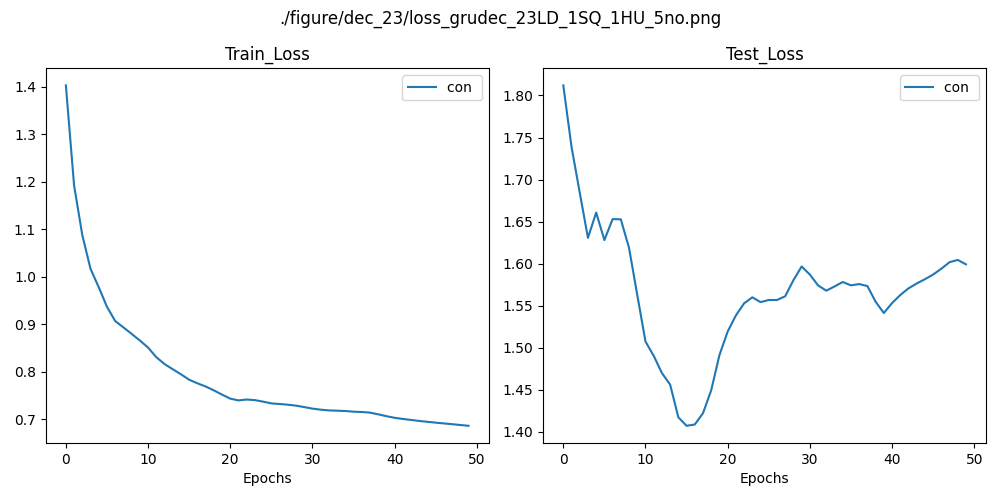 ./figure/dec_23/loss_grudec_23LD_1SQ_1HU_5no.png
Train_Loss
con
1.4
1.3
1.2
1.1
1.0
0.9
0.8
0.7
0 10 20 30 40 50
Epochs
Test_Loss
con
1.80
1.75
1.70
1.65
1.60
1.55
1.50
1.45
1.40
0 10 20 30 40 50
Epochs